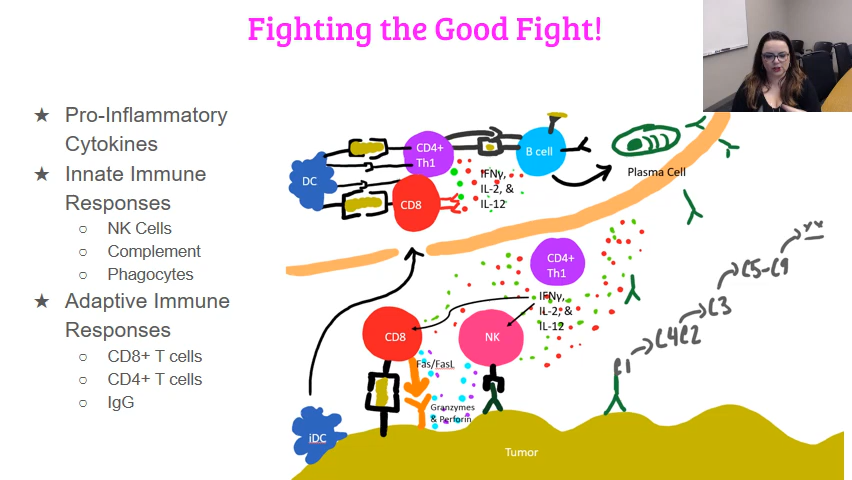 Fighting the Good Fight!
★ Pro-Inflammatory
Cytokines
★ Innate Immune
Responses
○ NK Cells
○ Complement
○ Phagocytes
★ Adaptive Immune
Responses
○ CD8+ T cells
○ CD4+ T cells
○ IgG
DC
CD4+
Th1
CD8
IFNγ,
IL-2, &
IL-12
B cell
Plasma Cell
CD4+
Th1
IFNγ,
IL-2, &
IL-12
CD8
NK
Fas/FasL
Granzymes
& Perforin
iDC
Tumor
C1
C4C2
C3
C5-C9